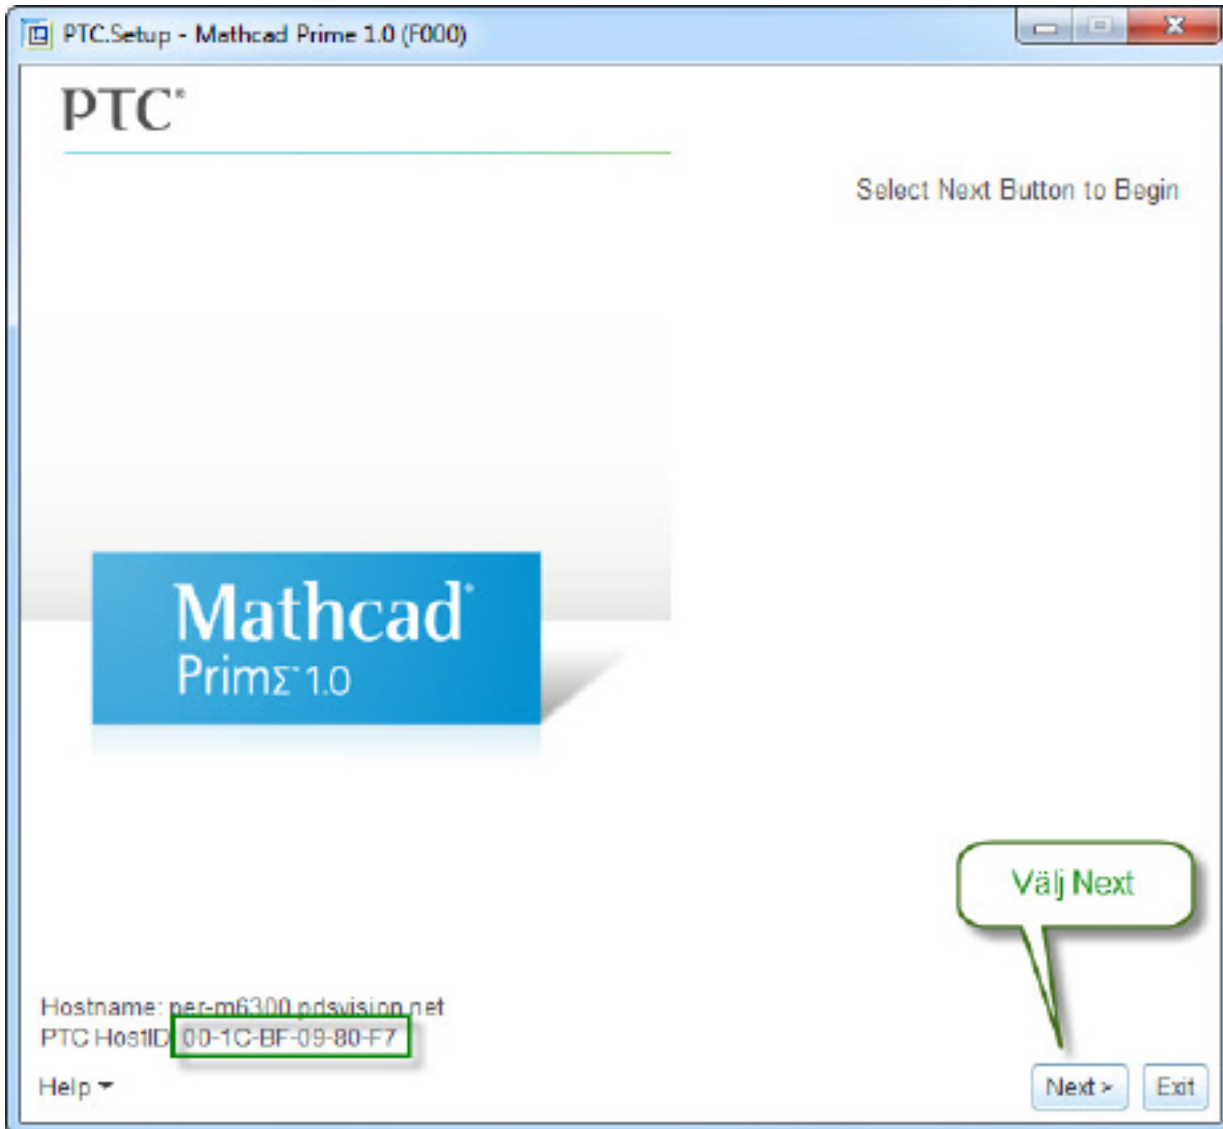 PTC.Setup - Mathcad Prime 1.0 (F000)
PTC®
Select Next Button to Begin
Mathcad®
PrimΣ™ 1.0
Välj Next
Hostname: per-m6300.pdsvision.net
PTC HostID: 00-1C-BF-09-80-F7
Help
Next >
Exit